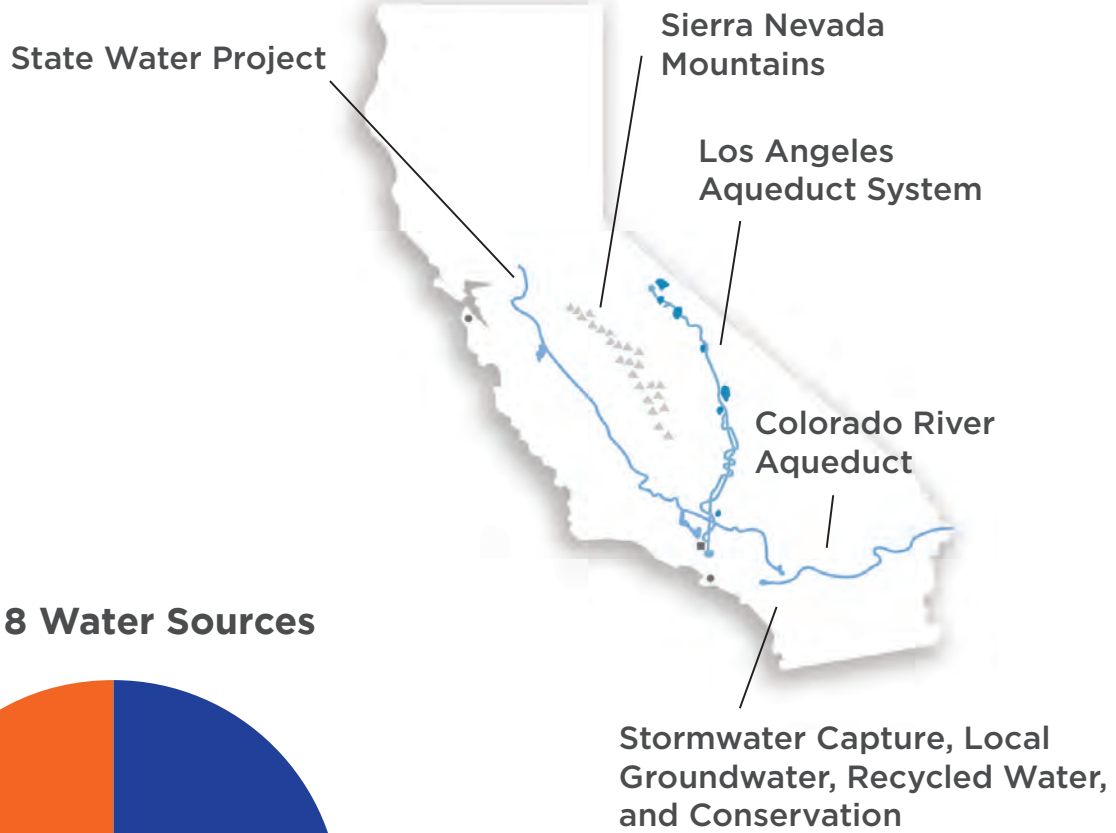 Sierra Nevada
Mountains
State Water Project
Los Angeles
Aqueduct System
Colorado River
Aqueduct
8 Water Sources
Stormwater Capture, Local
Groundwater, Recycled Water,
and Conservation